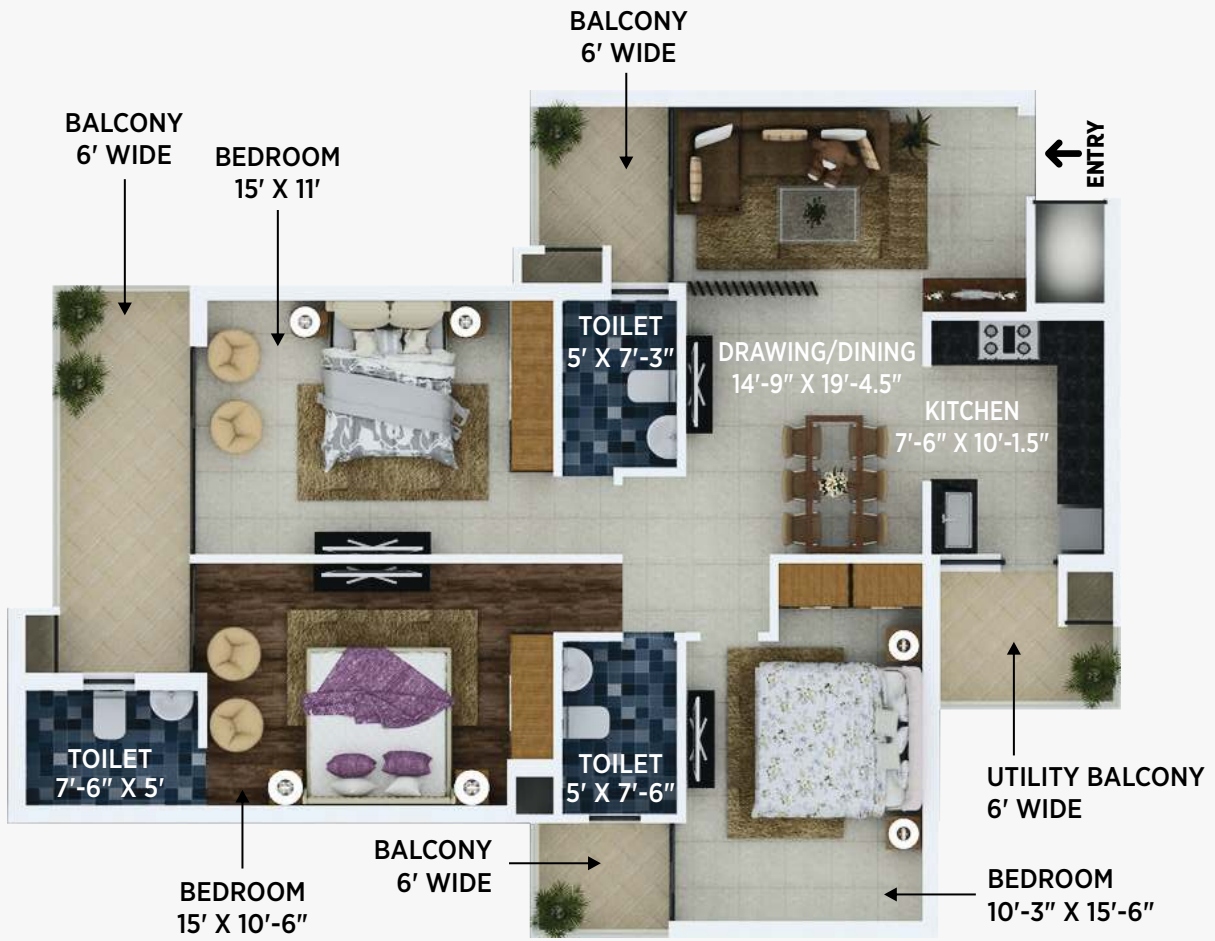 BALCONY
6' WIDE
BALCONY
6' WIDE
BEDROOM
15' X 11'
ENTRY
TOILET
5' X 7'-3"
DRAWING/DINING
14'-9" X 19'-4.5"
KITCHEN
7'-6" X 10'-1.5"
TOILET
7'-6" X 5'
TOILET
5' X 7'-6"
UTILITY BALCONY
6' WIDE
BALCONY
6' WIDE
BEDROOM
15' X 10'-6"
BEDROOM
10'-3" X 15'-6"